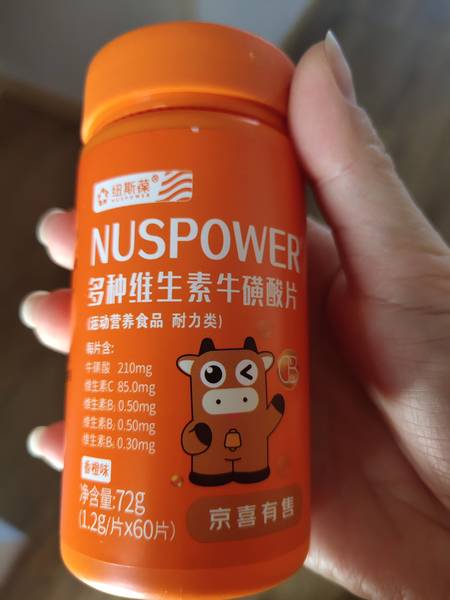 纽斯葆®
NUSPOWER
NUSPOWER
多种维生素牛磺酸片
(运动营养食品 耐力类)
每片含:
牛磺酸 210mg
维生素C 85.0mg
维生素B₁ 0.50mg
维生素B₂ 0.50mg
维生素B₆ 0.30mg
香橙味
净含量:72g
(1.2g/片x60片)
京喜有售
B